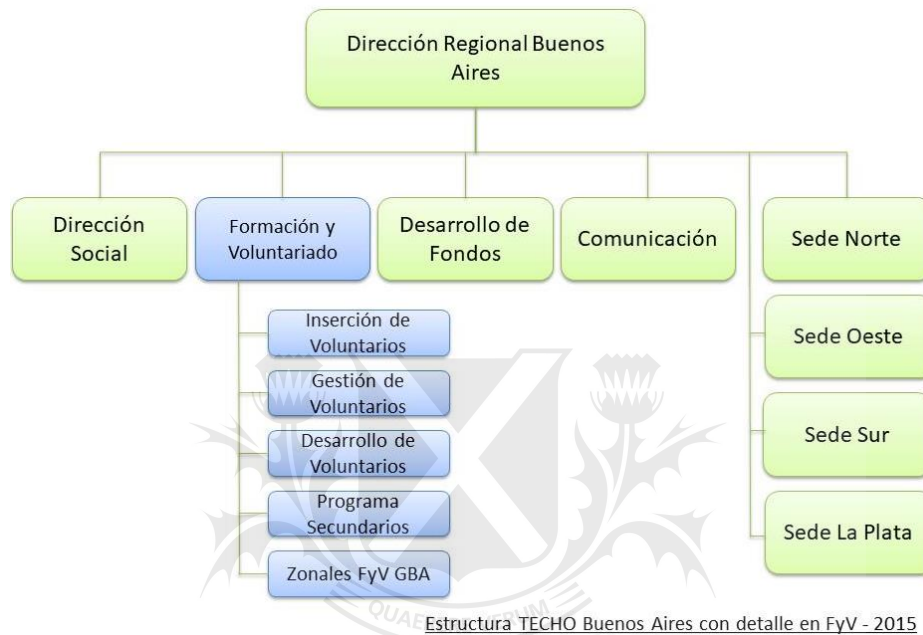 Dirección Regional Buenos
Aires
Dirección
Social
Formación y
Voluntariado
Desarrollo de
Fondos
Comunicación
Sede Norte
Inserción de
Voluntarios
Gestión de
Voluntarios
Desarrollo de
Voluntarios
Programa
Secundarios
Zonales FyV GBA
Sede Oeste
Sede Sur
Sede La Plata
Estructura TECHO Buenos Aires con detalle en FyV - 2015